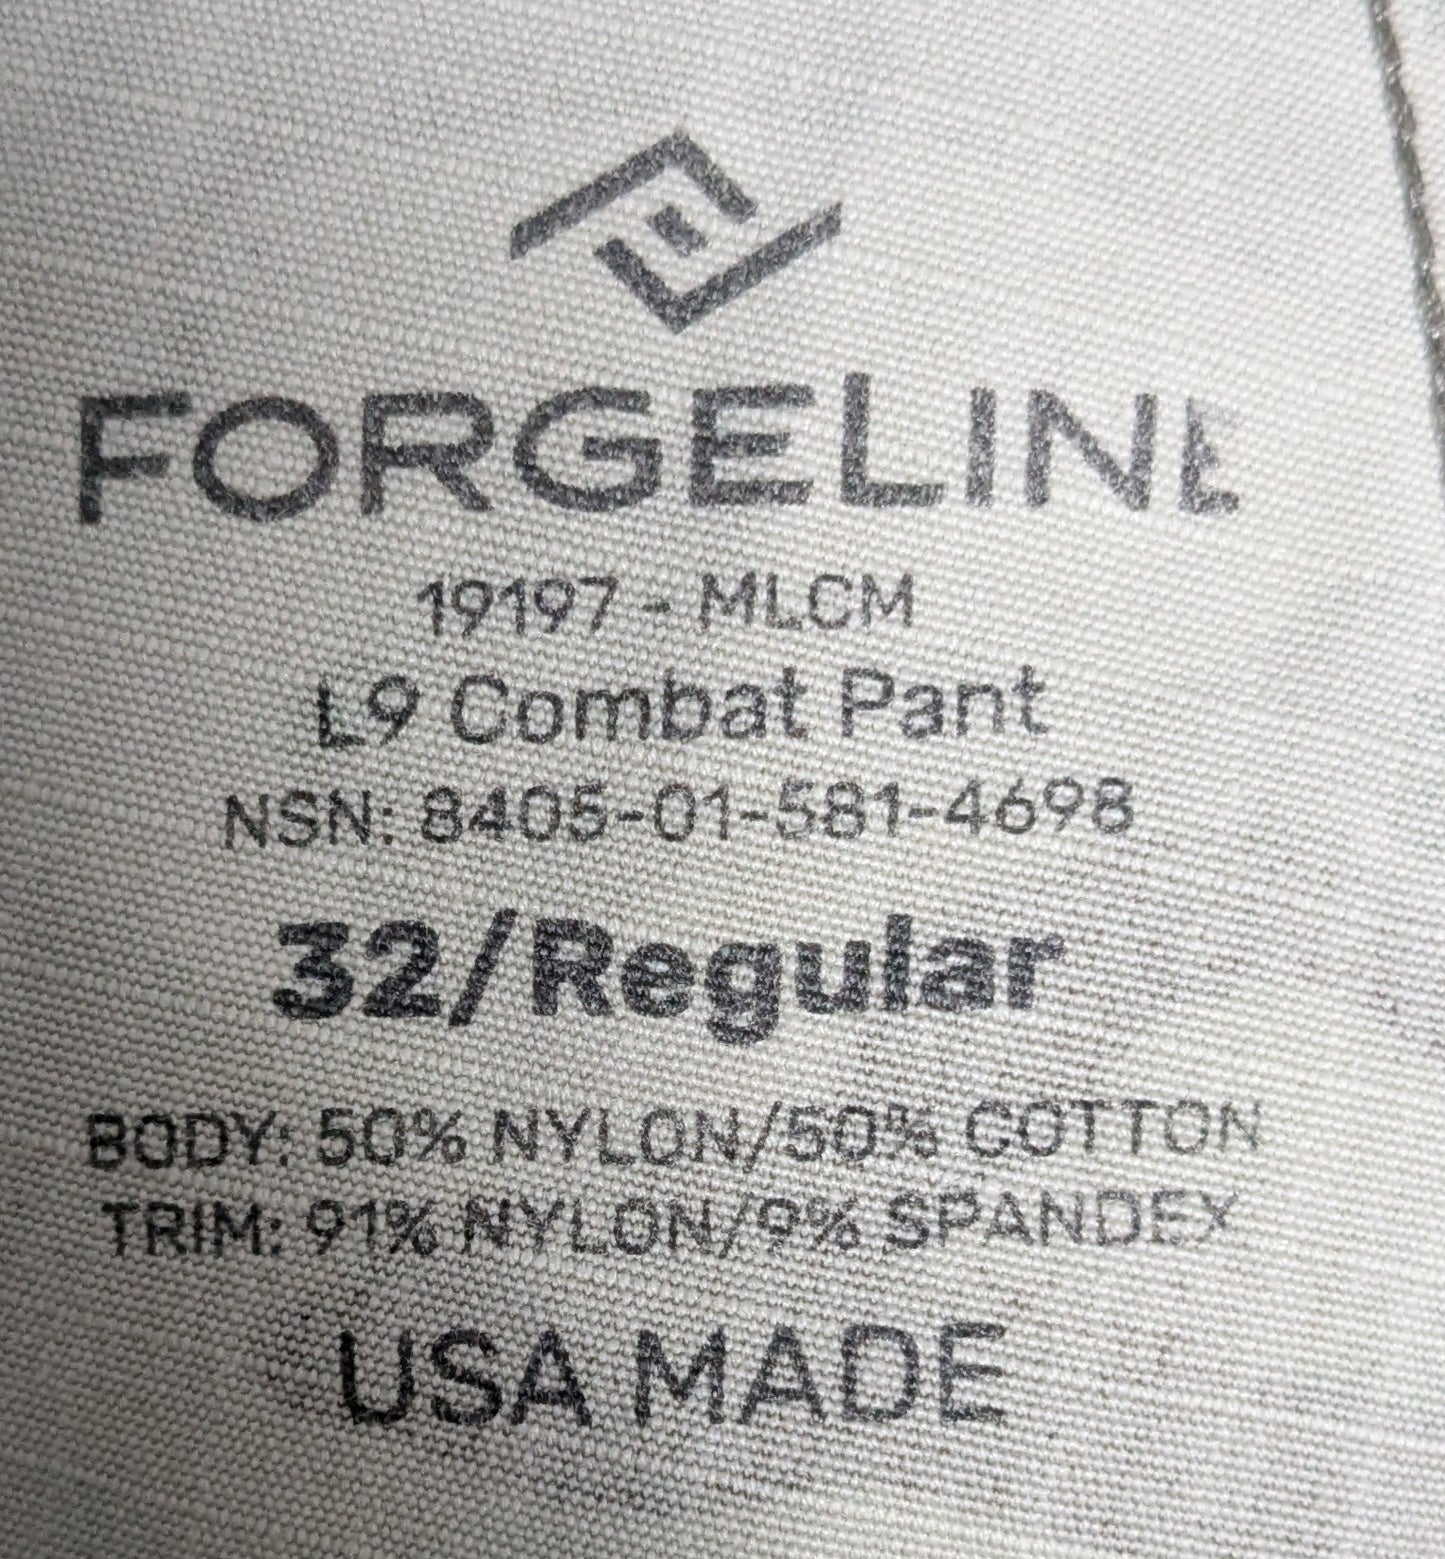 FORGELINE
19197 - MLCM
L9 Combat Pant
NSN: 8405-01-581-4698
32/Regular
BODY: 50% NYLON/50% COTTON
TRIM: 91% NYLON/9% SPANDEX
USA MADE